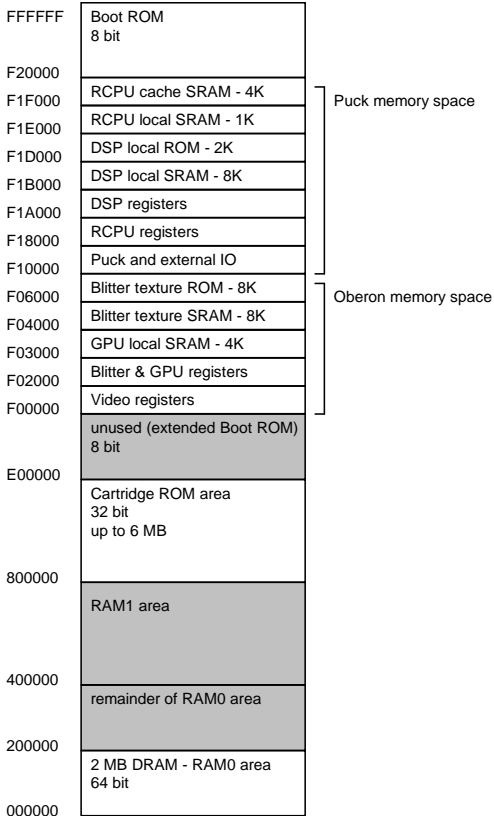 FFFFFF
Boot ROM
8 bit
F20000
RCPU cache SRAM - 4K
F1F000
Puck memory space
RCPU local SRAM - 1K
F1E000
DSP local ROM - 2K
F1D000
DSP local SRAM - 8K
F1B000
DSP registers
F1A000
RCPU registers
F18000
Puck and external IO
F10000
Blitter texture ROM - 8K
F06000
Oberon memory space
Blitter texture SRAM - 8K
F04000
GPU local SRAM - 4K
F03000
Blitter & GPU registers
F02000
Video registers
F00000
unused (extended Boot ROM)
8 bit
E00000
Cartridge ROM area
32 bit
up to 6 MB
800000
RAM1 area
400000
remainder of RAM0 area
200000
2 MB DRAM - RAM0 area
64 bit
000000